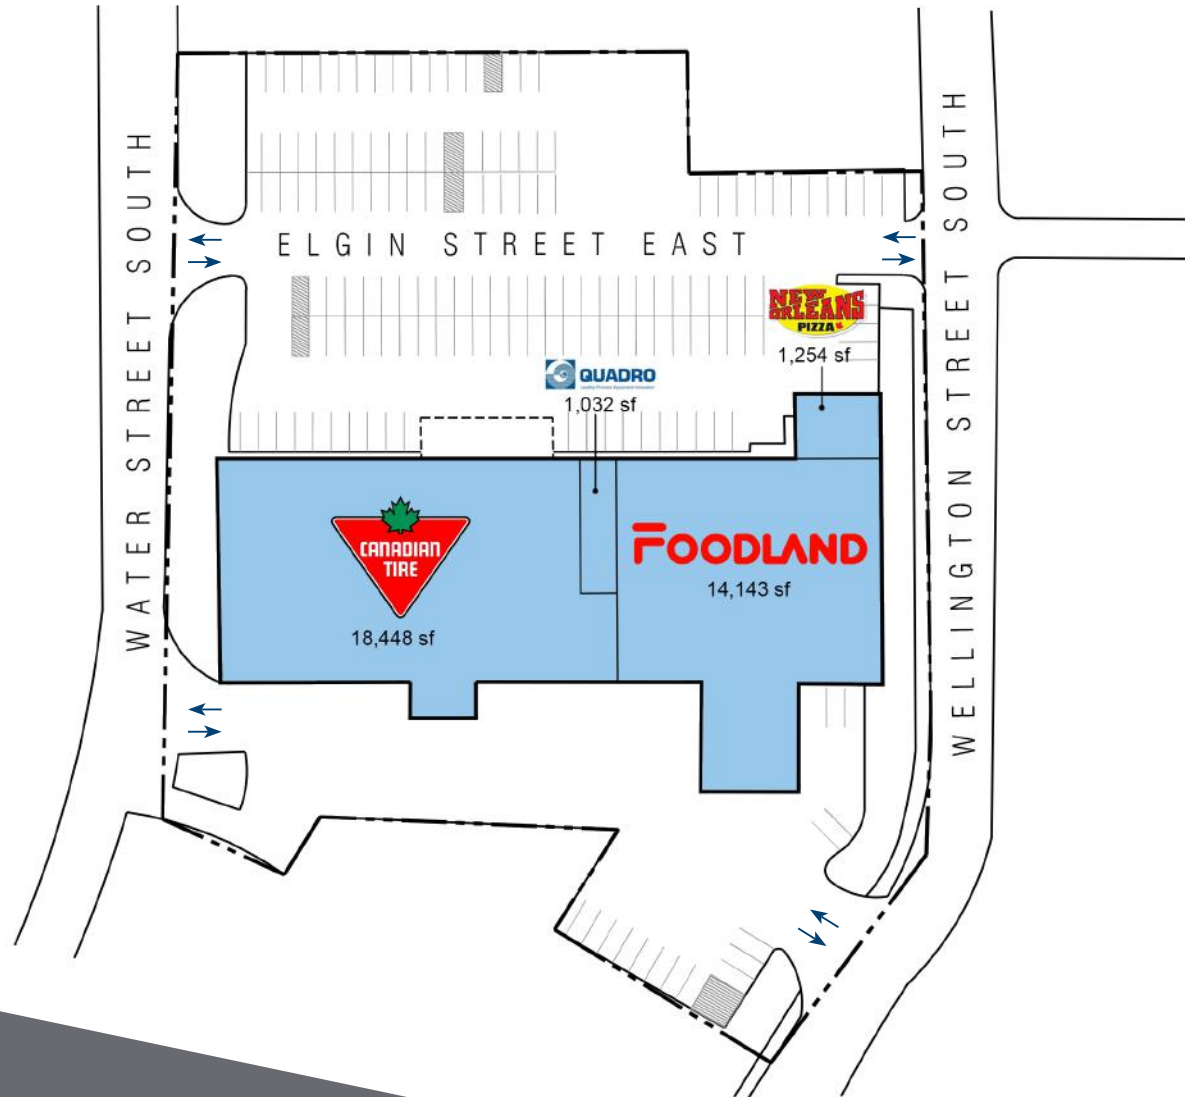 WATER STREET SOUTH
ELGIN STREET EAST
WELLINGTON STREET SOUTH
NEW
ORLEANS
PIZZA
1,254 sf
QUADRO
1,032 sf
CANADIAN
TIRE
18,448 sf
FOODLAND
14,143 sf